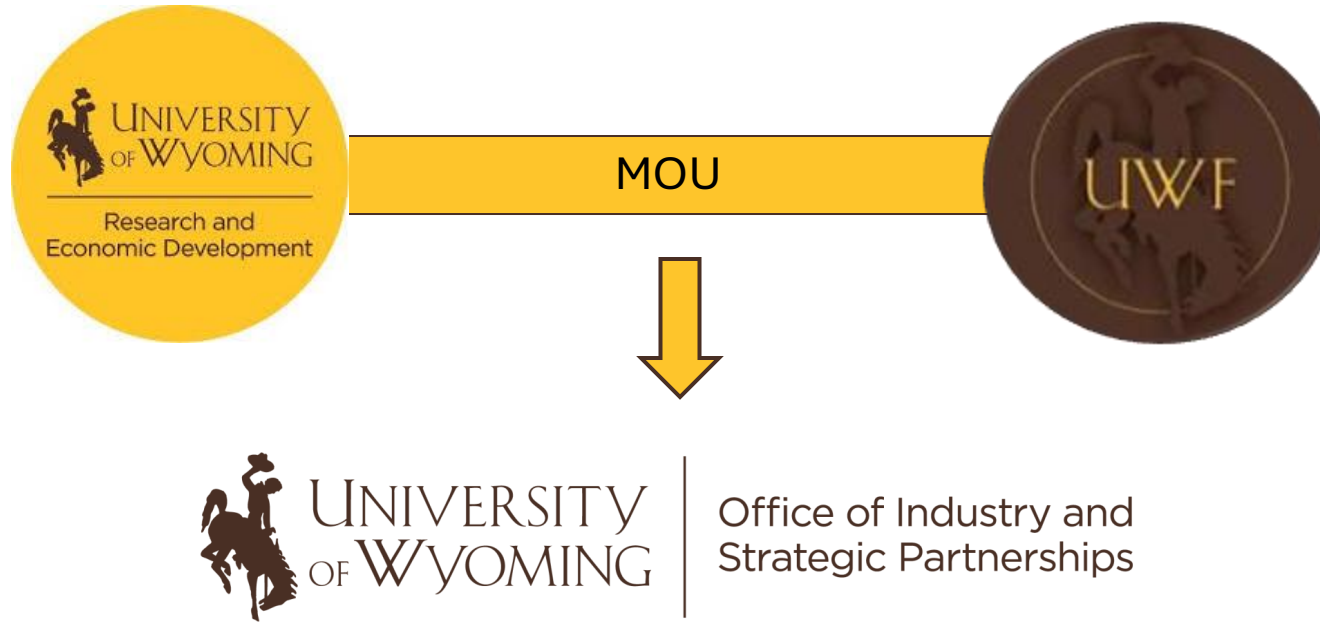 UNIVERSITY
OF WYOMING
Research and
Economic Development
MOU
UWF
UNIVERSITY
OF WYOMING
Office of Industry and
Strategic Partnerships